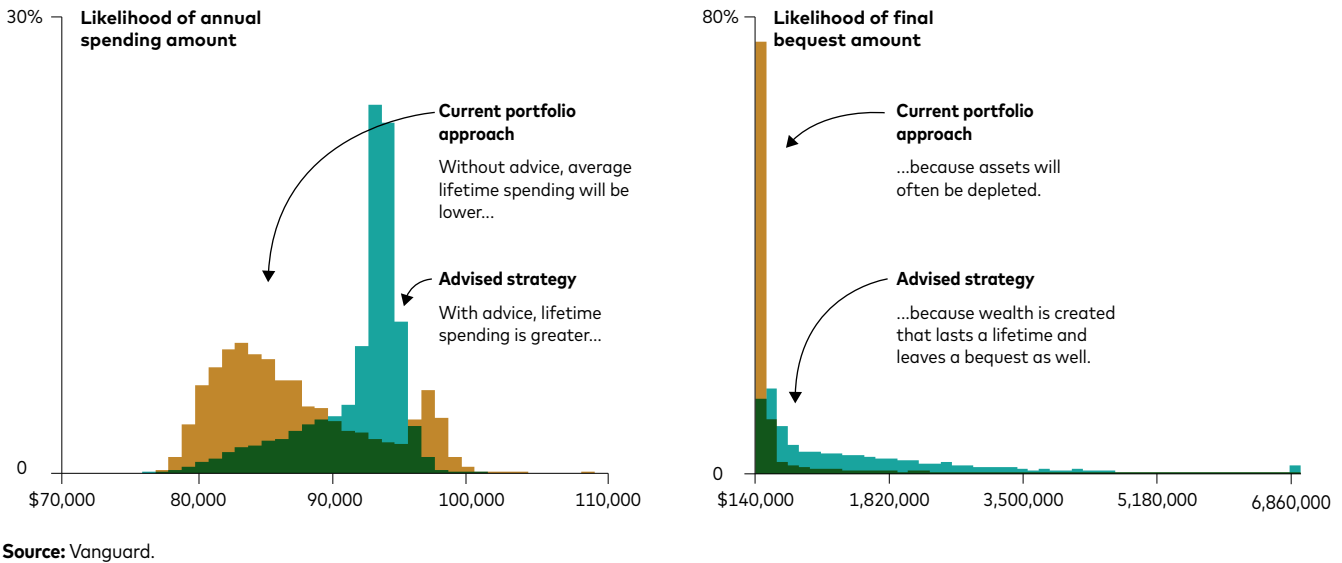 30%
Likelihood of annual
spending amount
Current portfolio
approach
Without advice, average
lifetime spending will be
lower...
Advised strategy
With advice, lifetime
spending is greater...
0
$70,000 80,000 90,000 100,000 110,000
80%
Likelihood of final
bequest amount
Current portfolio
approach
...because assets will
often be depleted.
Advised strategy
...because wealth is created
that lasts a lifetime and
leaves a bequest as well.
0
$140,000 1,820,000 3,500,000 5,180,000 6,860,000
Source: Vanguard.